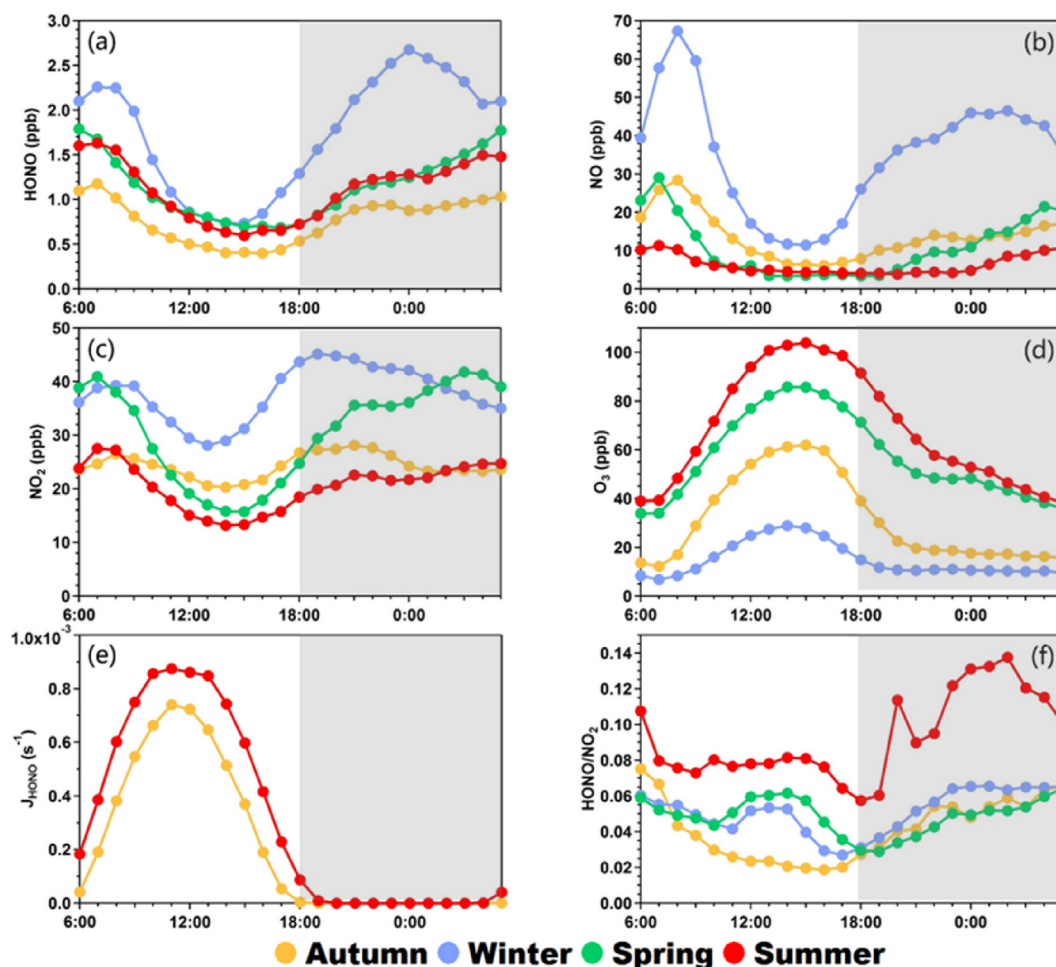 (a)
HONO (ppb)
3.0
2.5
2.0
1.5
1.0
0.5
0.0
6:00 12:00 18:00 0:00
(b)
NO (ppb)
70
60
50
40
30
20
10
0
6:00 12:00 18:00 0:00
(c)
NO₂ (ppb)
50
40
30
20
10
0
6:00 12:00 18:00 0:00
(d)
O₃ (ppb)
100
80
60
40
20
0
6:00 12:00 18:00 0:00
(e)
J_HONO (s⁻¹)
1.0x10⁻³
0.8
0.6
0.4
0.2
0.0
6:00 12:00 18:00 0:00
(f)
HONO/NO₂
0.14
0.12
0.10
0.08
0.06
0.04
0.02
0.00
6:00 12:00 18:00 0:00
Autumn Winter Spring Summer